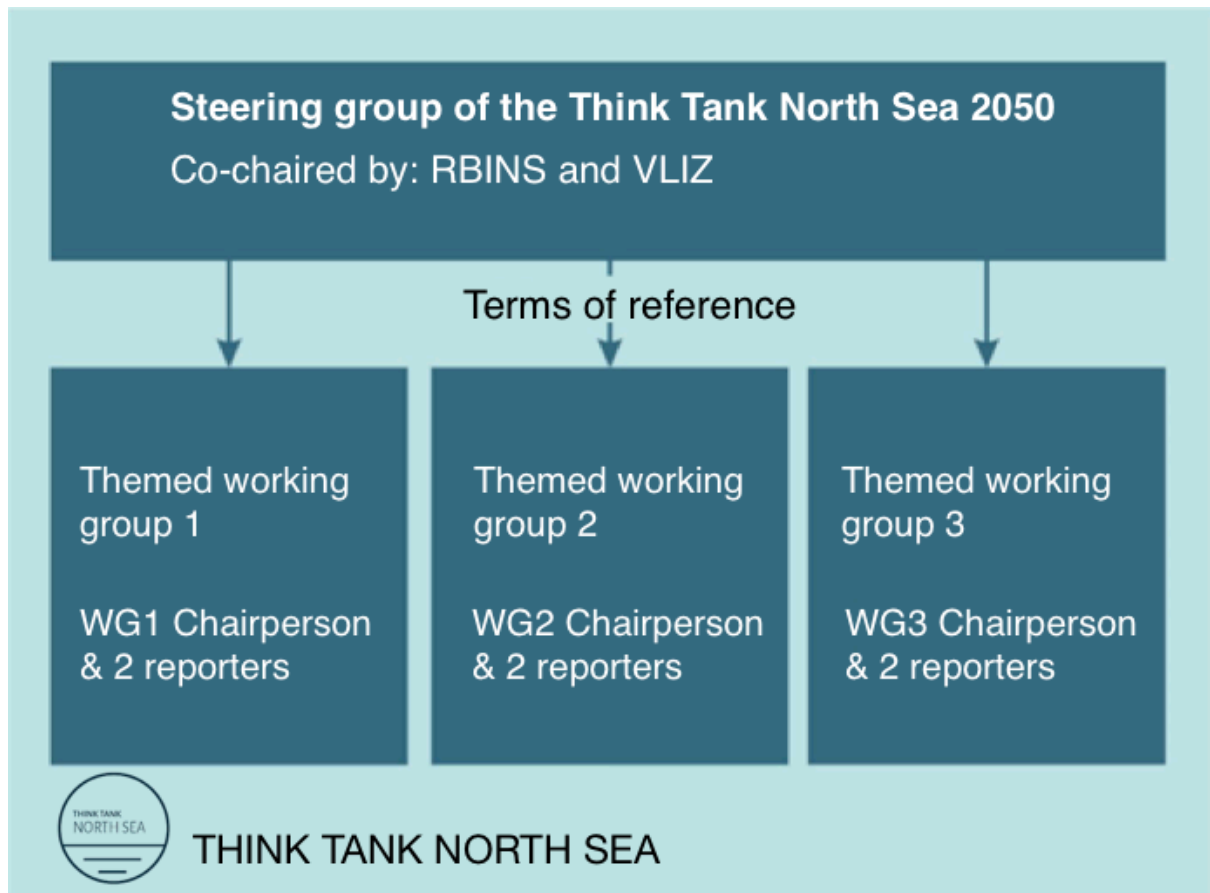 Steering group of the Think Tank North Sea 2050
Co-chaired by: RBINS and VLIZ
Terms of reference
Themed working
group 1
WG1 Chairperson
& 2 reporters
Themed working
group 2
WG2 Chairperson
& 2 reporters
Themed working
group 3
WG3 Chairperson
& 2 reporters
THINK TANK
NORTH SEA
THINK TANK NORTH SEA